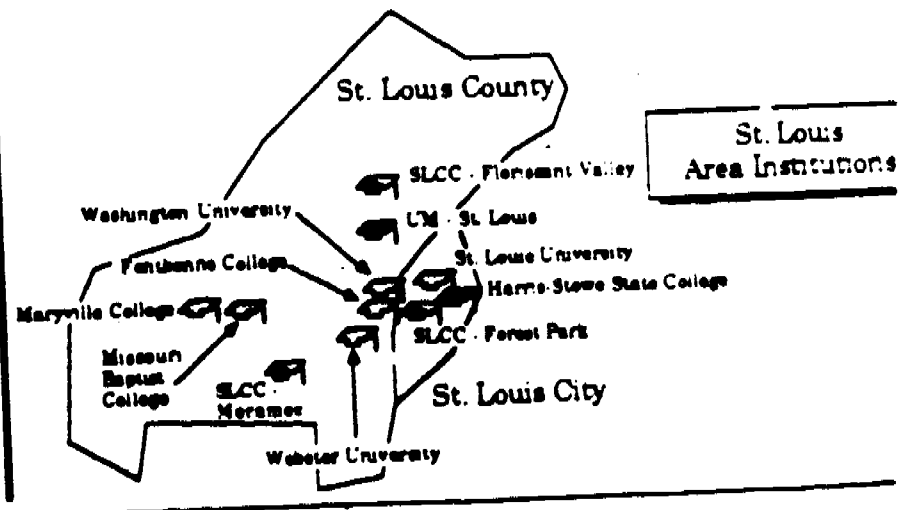 St. Louis County
St. Louis
Area Institutions
SLCC - Florissant Valley
Washington University
UM - St. Louis
St. Louis University
Fontbonne College
Harris-Stowe State College
Maryville College
SLCC - Forest Park
Missouri
Baptist
College
SLCC -
Meramec
St. Louis City
Webster University